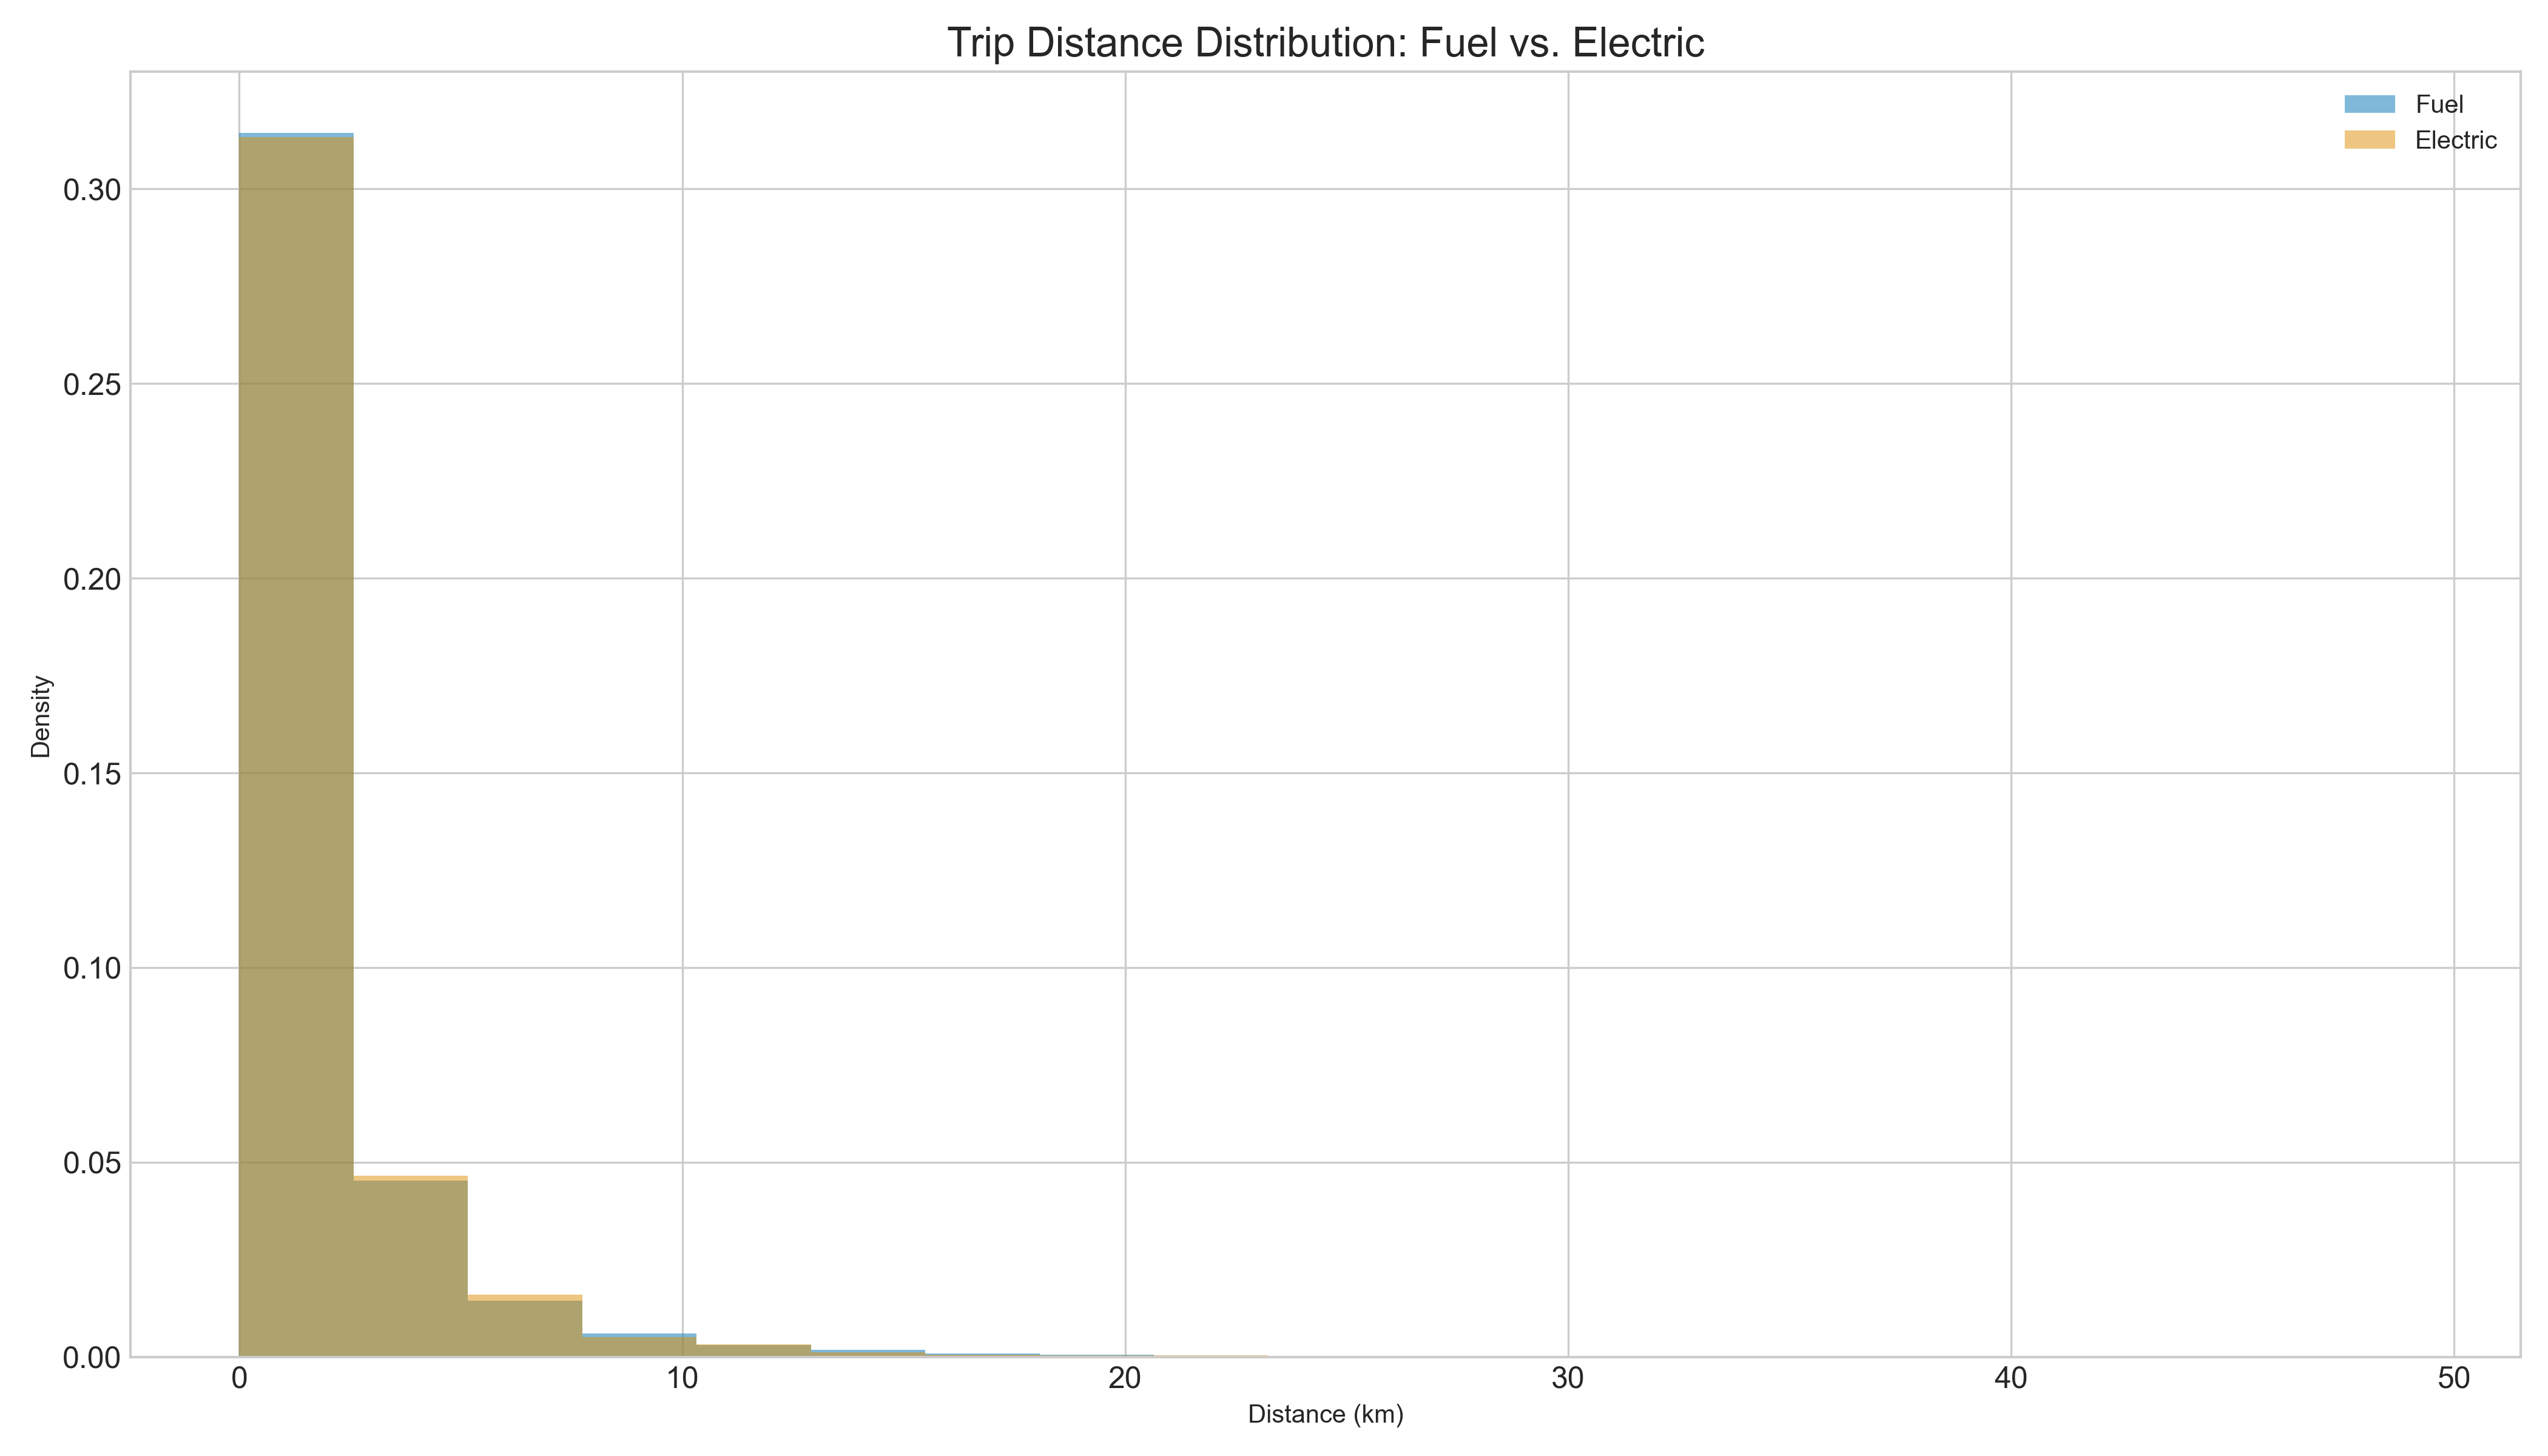 Trip Distance Distribution: Fuel vs. Electric
Fuel
Electric
0.30
0.25
0.20
0.15
0.10
0.05
0.00
Density
0 10 20 30 40 50
Distance (km)